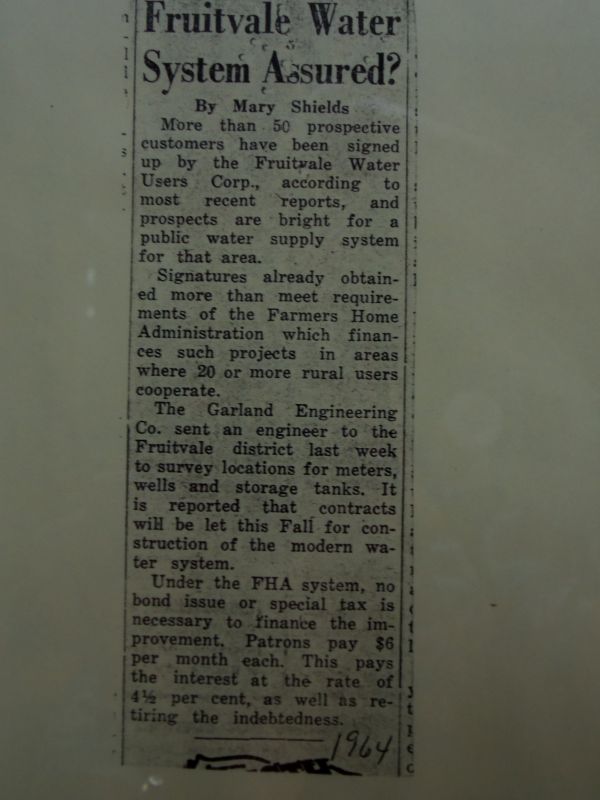 Fruitvale Water
System Assured?
By Mary Shields
More than 50 prospective
customers have been signed
up by the Fruitvale Water
Users Corp., according to
most recent reports, and
prospects are bright for a
public water supply system
for that area.
Signatures already obtain-
ed more than meet require-
ments of the Farmers Home
Administration which finan-
ces such projects in areas
where 20 or more rural users
cooperate.
The Garland Engineering
Co. sent an engineer to the
Fruitvale district last week
to survey locations for meters,
wells and storage tanks. It
is reported that contracts
will be let this Fall for con-
struction of the modern wa-
ter system.
Under the FHA system, no
bond issue or special tax is
necessary to finance the im-
provement. Patrons pay $6
per month each. This pays
the interest at the rate of
4½ per cent, as well as re-
tiring the indebtedness.
1964